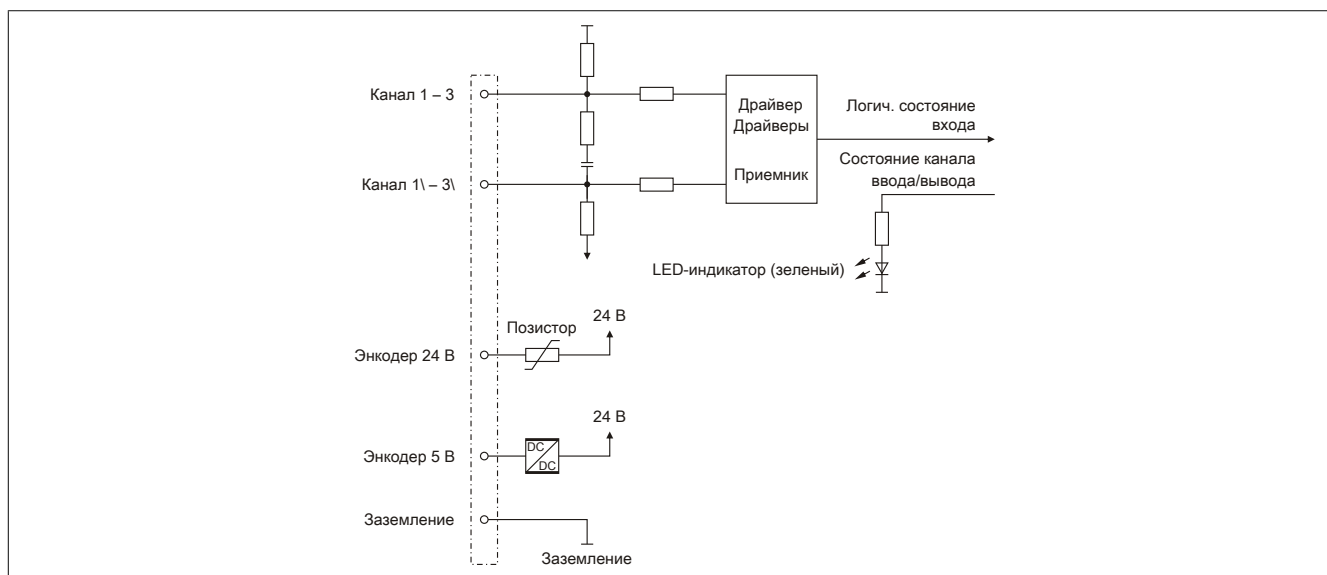 Канал 1 – 3
Драйвер
Драйверы
Приемник
Логич. состояние
входа
Канал 1\ – 3\
Состояние канала
ввода/вывода
LED-индикатор (зеленый)
Позистор
24 В
Энкодер 24 В
24 В
Энкодер 5 В
DC
DC
Заземление
Заземление